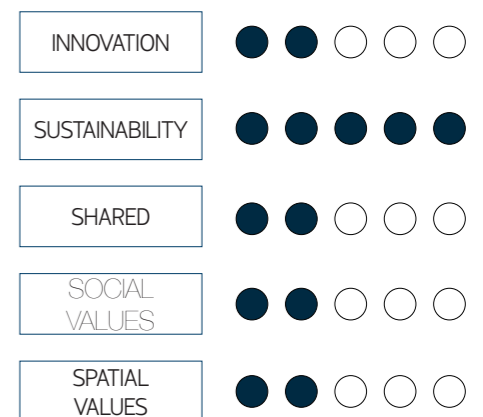 INNOVATION
SUSTAINABILITY
SHARED
SOCIAL
VALUES
SPATIAL
VALUES